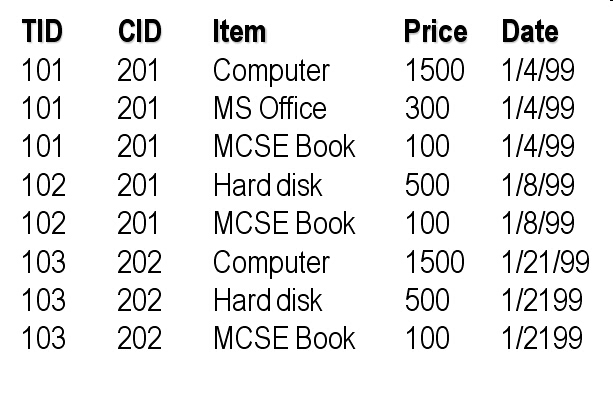 TID CID Item Price Date
101 201 Computer 1500 1/4/99
101 201 MS Office 300 1/4/99
101 201 MCSE Book 100 1/4/99
102 201 Hard disk 500 1/8/99
102 201 MCSE Book 100 1/8/99
103 202 Computer 1500 1/21/99
103 202 Hard disk 500 1/2199
103 202 MCSE Book 100 1/2199